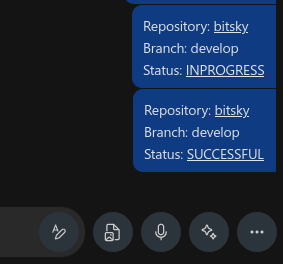 Repository: bitsky
Branch: develop
Status: INPROGRESS
Repository: bitsky
Branch: develop
Status: SUCCESSFUL